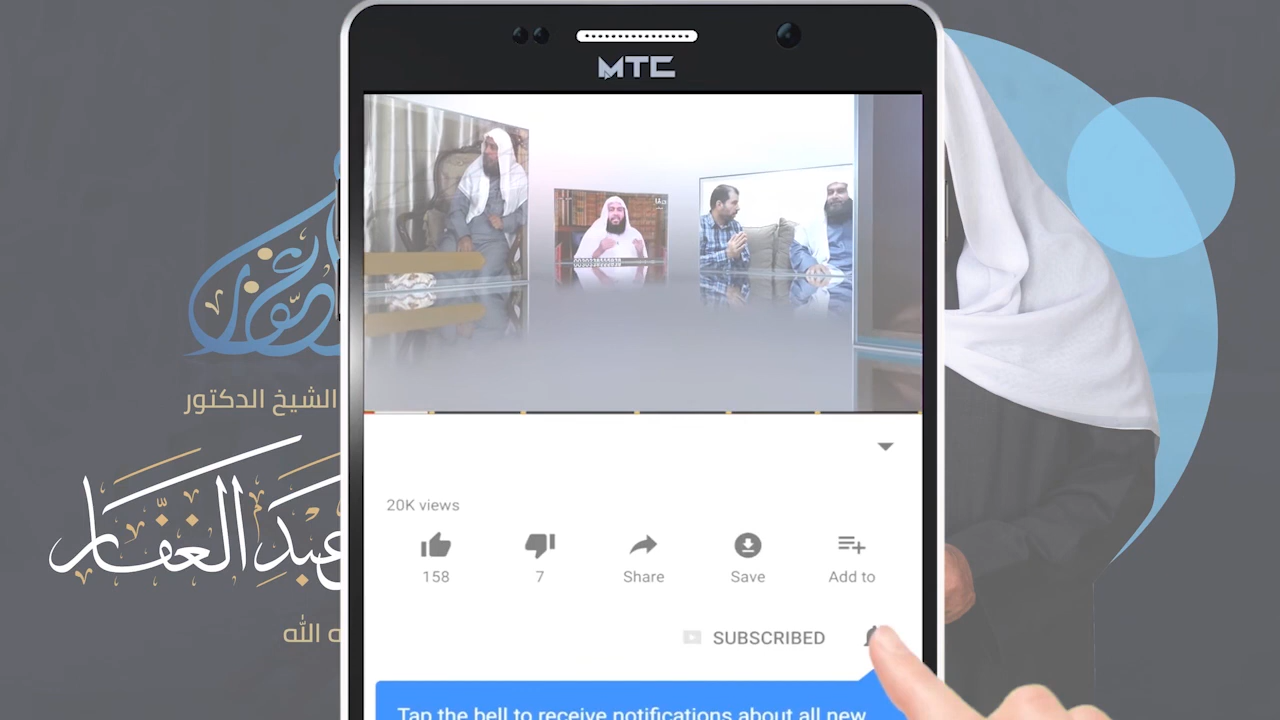 MTC
الشيخ الدكتور
عبد الغفار
ه الله
20K views
158
7
Share
Save
Add to
SUBSCRIBED
Tap the bell to receive notifications about all new